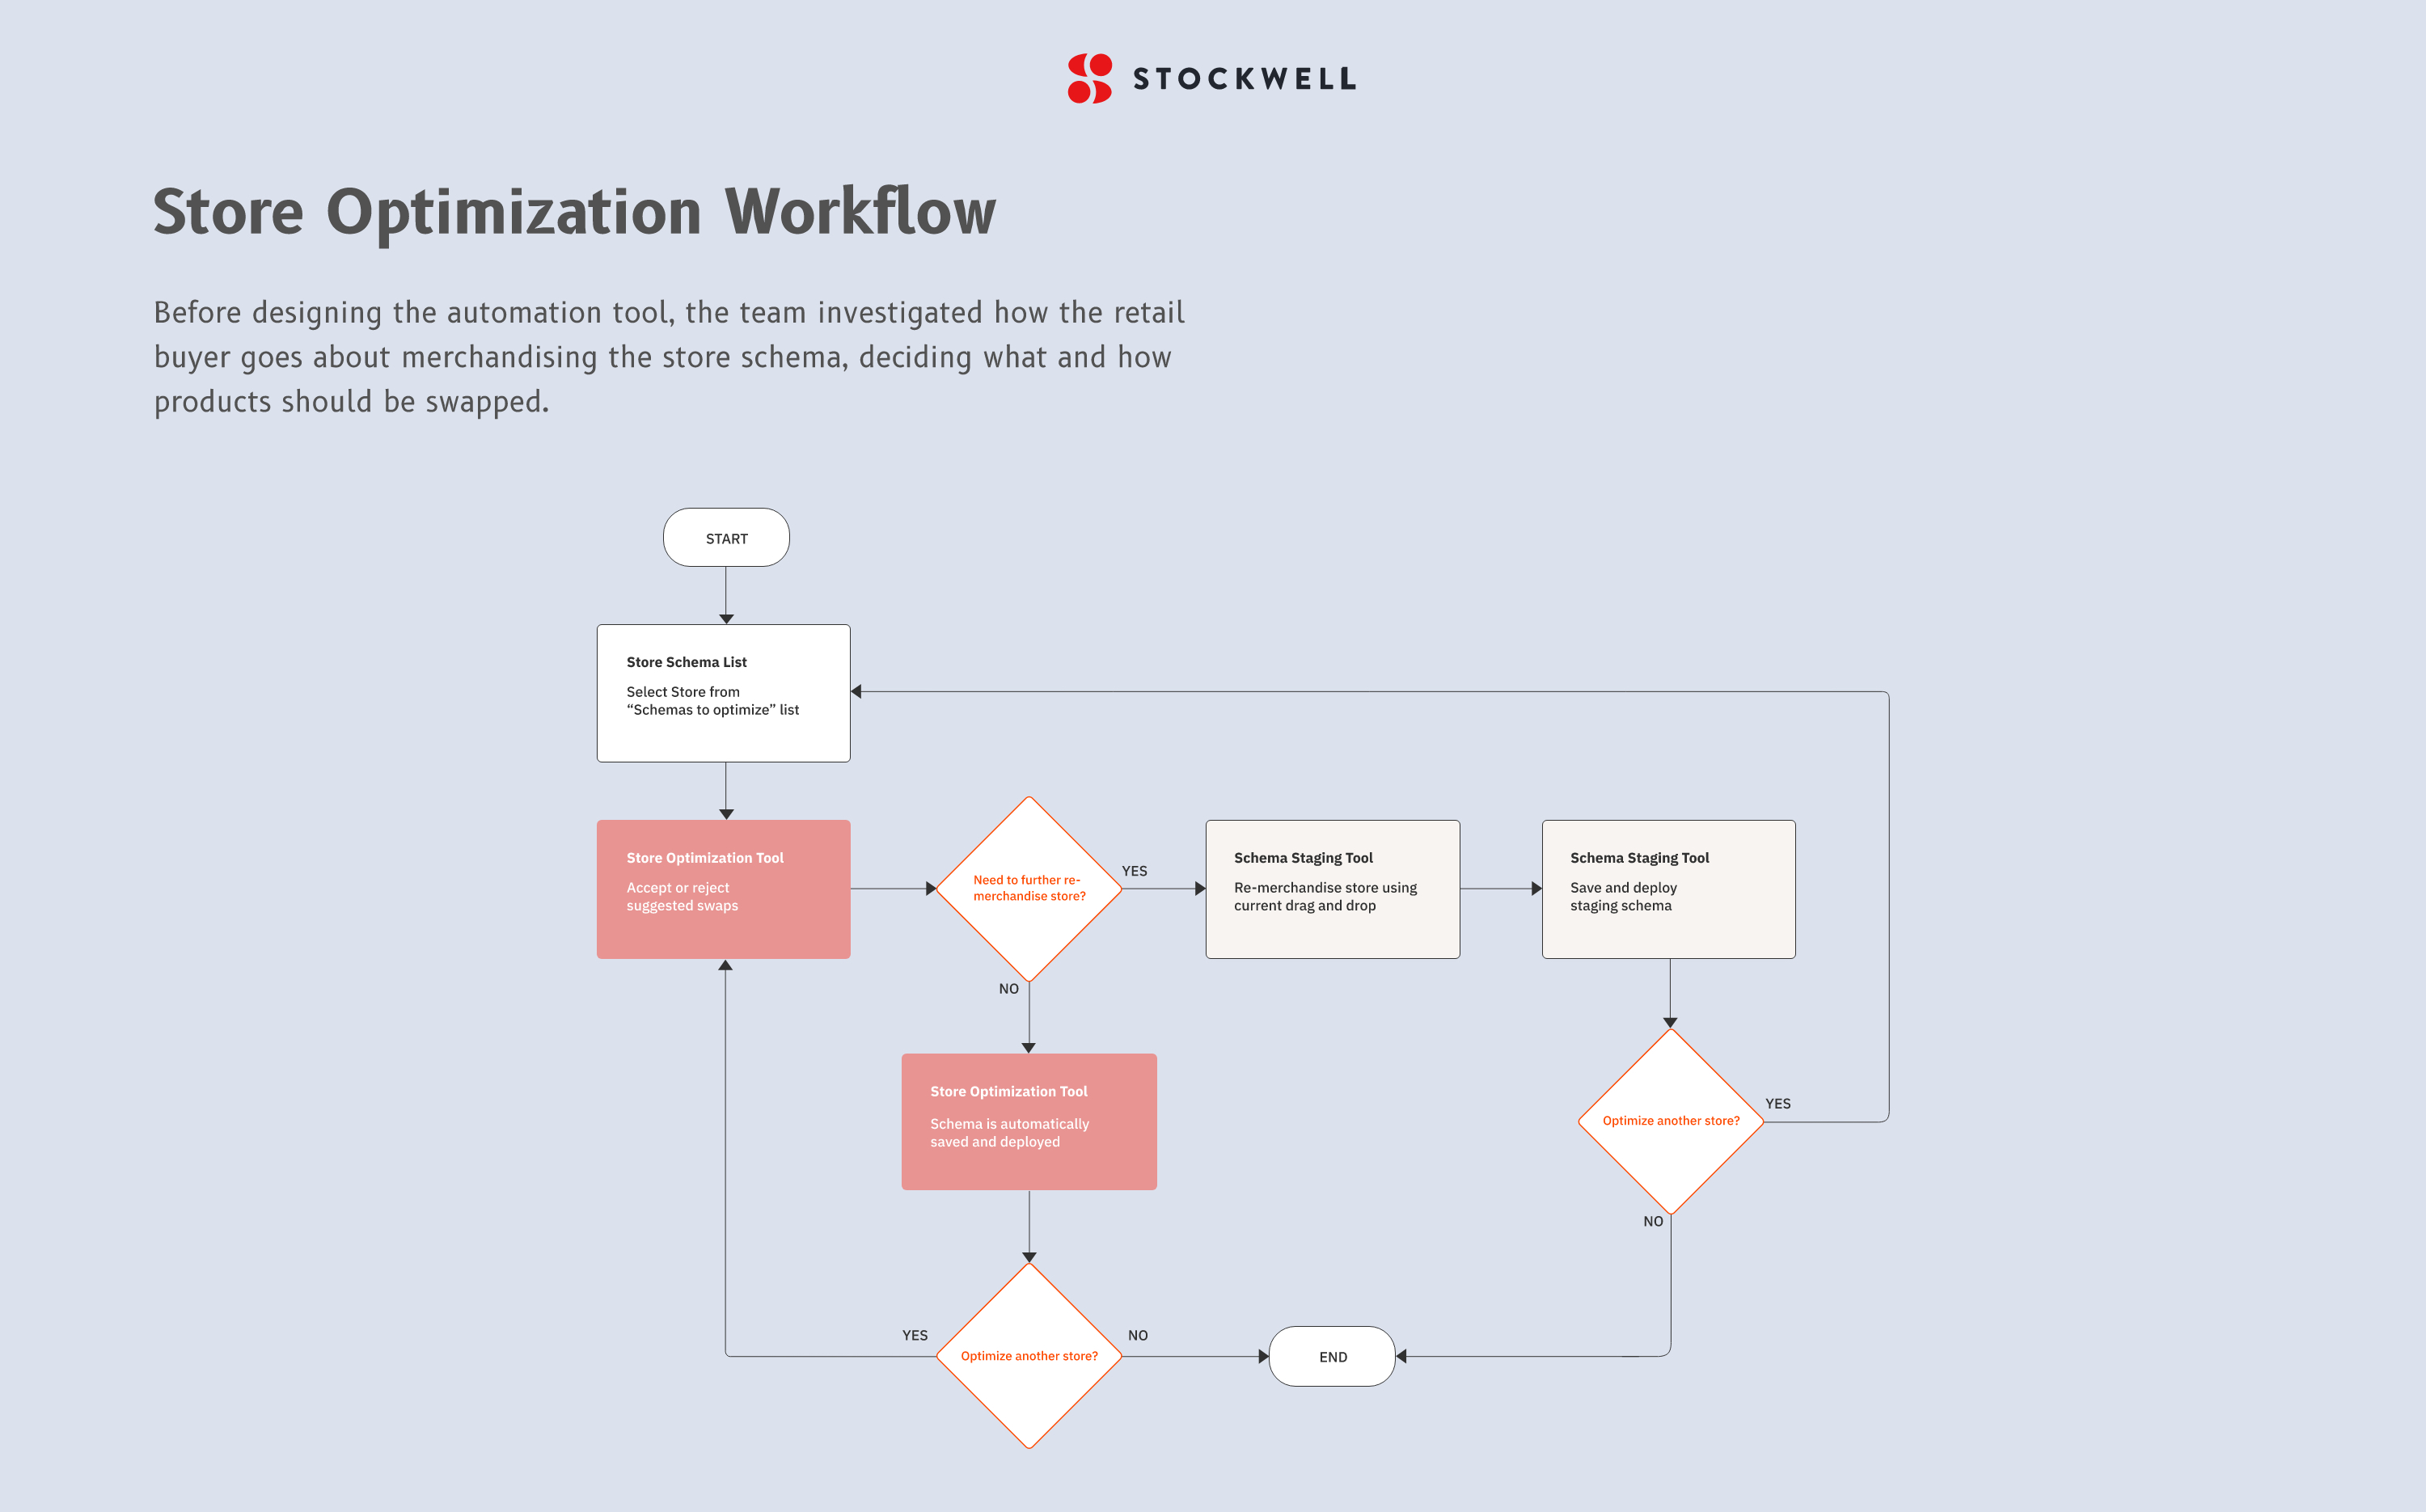 STOCKWELL
Store Optimization Workflow
Before designing the automation tool, the team investigated how the retail
buyer goes about merchandising the store schema, deciding what and how
products should be swapped.
START
Store Schema List
Select Store from
“Schemas to optimize” list
Store Optimization Tool
Accept or reject
suggested swaps
Need to further re-
merchandise store?
YES
Schema Staging Tool
Re-merchandise store using
current drag and drop
Schema Staging Tool
Save and deploy
staging schema
NO
Store Optimization Tool
Schema is automatically
saved and deployed
Optimize another store?
YES
NO
YES
Optimize another store?
NO
END